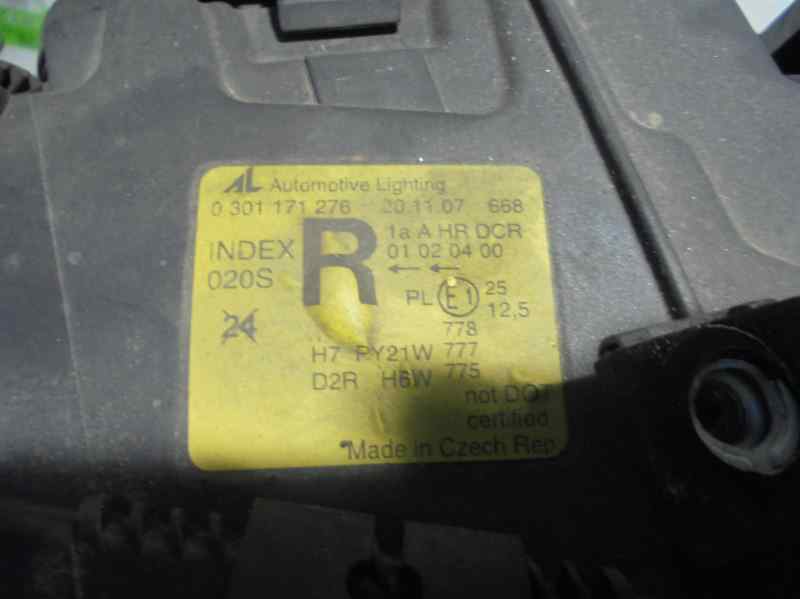 AL Automotive Lighting
0 301 171 276 20.11.07 668
INDEX R 1a A HR DCR
020S 01 02 04 00
PL E1 25
12,5
24
778
H7 PY21W 777
D2R H6W 775
not DOT
certified
Made in Czech Rep